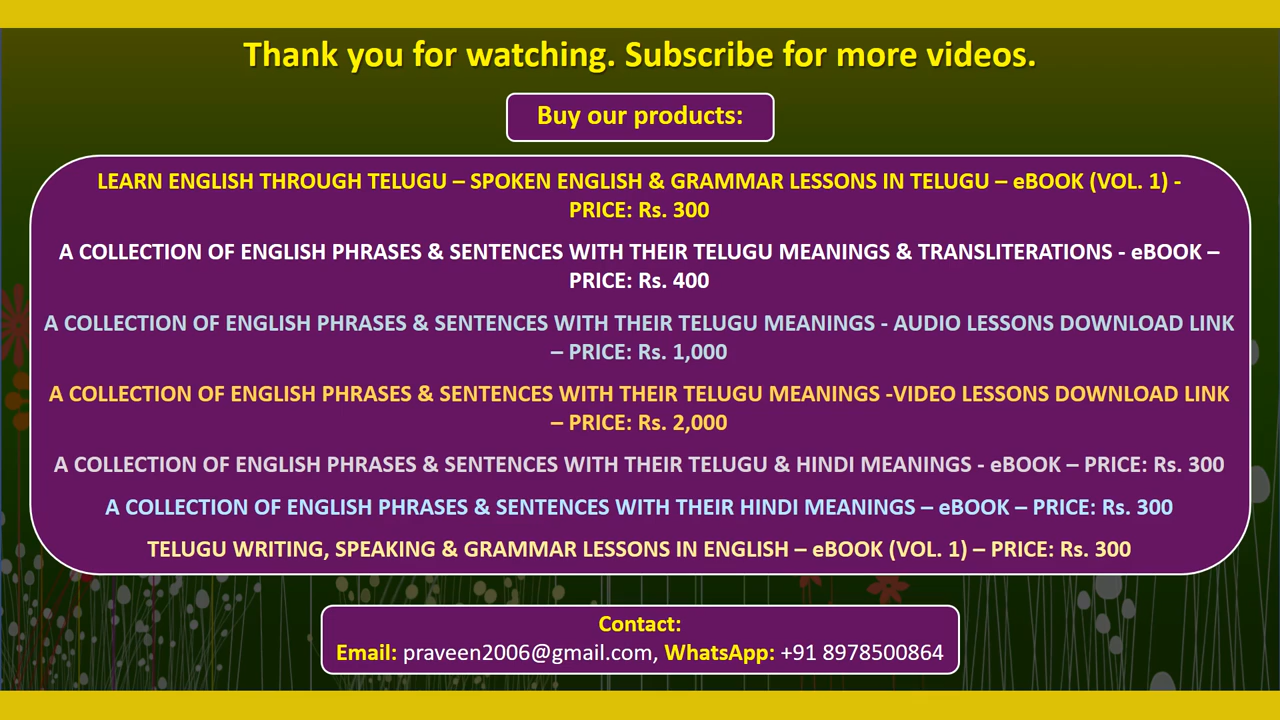 Thank you for watching. Subscribe for more videos.
Buy our products:
LEARN ENGLISH THROUGH TELUGU – SPOKEN ENGLISH & GRAMMAR LESSONS IN TELUGU – eBOOK (VOL. 1) -
PRICE: Rs. 300
A COLLECTION OF ENGLISH PHRASES & SENTENCES WITH THEIR TELUGU MEANINGS & TRANSLITERATIONS - eBOOK –
PRICE: Rs. 400
A COLLECTION OF ENGLISH PHRASES & SENTENCES WITH THEIR TELUGU MEANINGS - AUDIO LESSONS DOWNLOAD LINK
– PRICE: Rs. 1,000
A COLLECTION OF ENGLISH PHRASES & SENTENCES WITH THEIR TELUGU MEANINGS -VIDEO LESSONS DOWNLOAD LINK
– PRICE: Rs. 2,000
A COLLECTION OF ENGLISH PHRASES & SENTENCES WITH THEIR TELUGU & HINDI MEANINGS - eBOOK – PRICE: Rs. 300
A COLLECTION OF ENGLISH PHRASES & SENTENCES WITH THEIR HINDI MEANINGS – eBOOK – PRICE: Rs. 300
TELUGU WRITING, SPEAKING & GRAMMAR LESSONS IN ENGLISH – eBOOK (VOL. 1) – PRICE: Rs. 300
Contact:
Email: praveen2006@gmail.com, WhatsApp: +91 8978500864